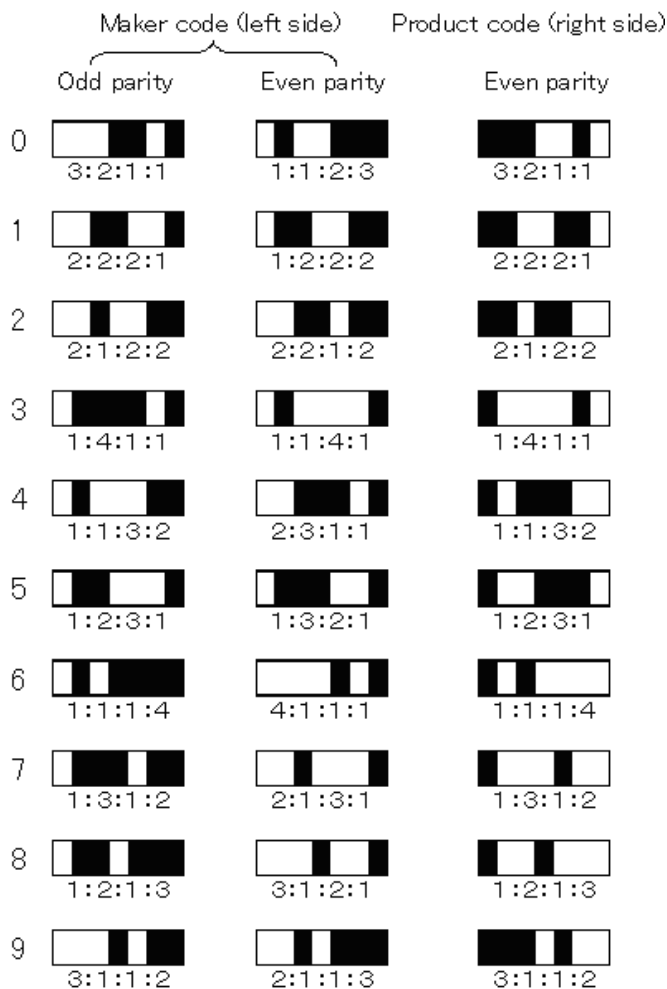 Maker code (left side) Product code (right side)
Odd parity Even parity Even parity
0
3:2:1:1 1:1:2:3 3:2:1:1
1
2:2:2:1 1:2:2:2 2:2:2:1
2
2:1:2:2 2:2:1:2 2:1:2:2
3
1:4:1:1 1:1:4:1 1:4:1:1
4
1:1:3:2 2:3:1:1 1:1:3:2
5
1:2:3:1 1:3:2:1 1:2:3:1
6
1:1:1:4 4:1:1:1 1:1:1:4
7
1:3:1:2 2:1:3:1 1:3:1:2
8
1:2:1:3 3:1:2:1 1:2:1:3
9
3:1:1:2 2:1:1:3 3:1:1:2